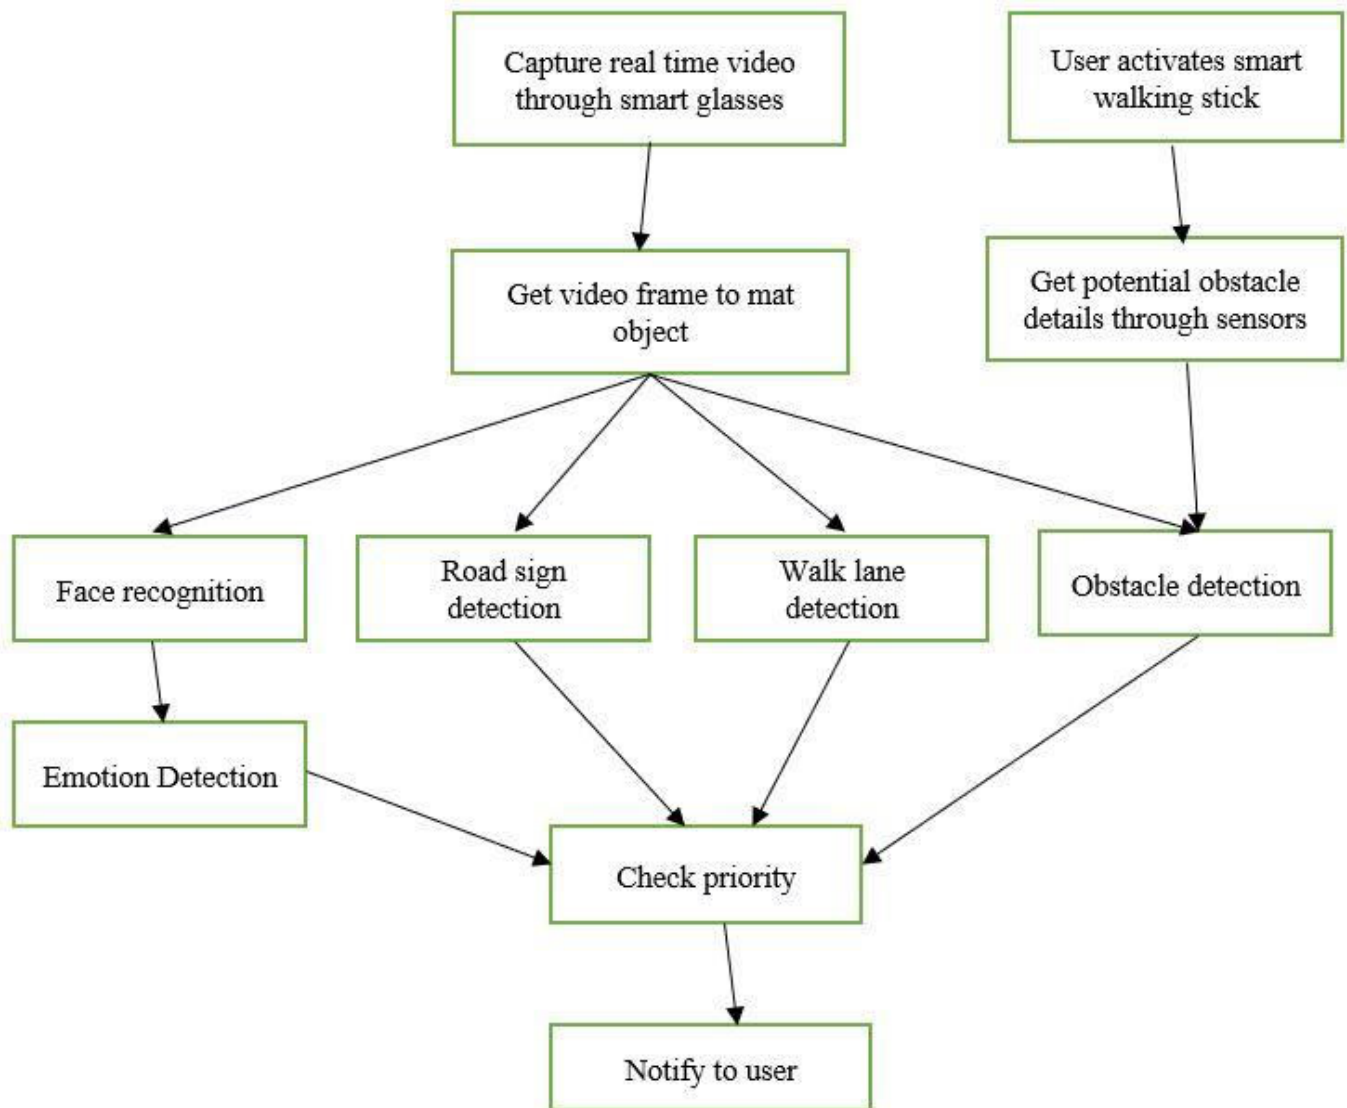 Capture real time video
through smart glasses
User activates smart
walking stick
Get video frame to mat
object
Get potential obstacle
details through sensors
Face recognition
Road sign
detection
Walk lane
detection
Obstacle detection
Emotion Detection
Check priority
Notify to user